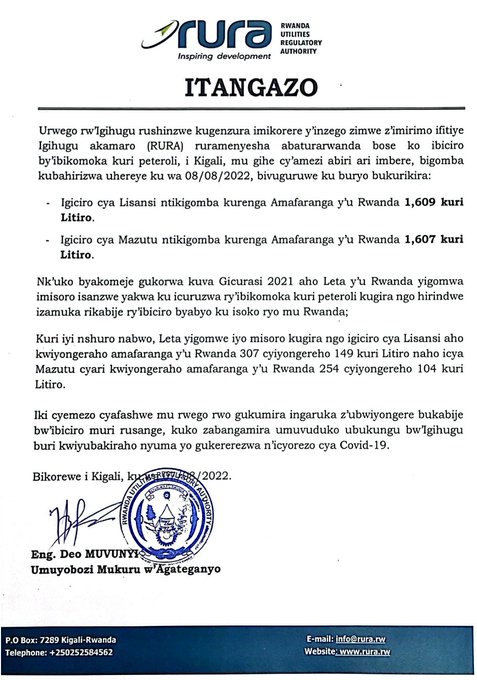 rura
Inspiring development
RWANDA
UTILITIES
REGULATORY
AUTHORITY
ITANGAZO
Urwego rw'Igihugu rushinzwe kugenzura imikorere y'inzego zimwe z'imirimo ifitiye
Igihugu akamaro (RURA) ruramenyesha abaturarwanda bose ko ibiciro
by'ibikomoka kuri peteroli, i Kigali, mu gihe cy'amezi abiri ari imbere, bigomba
kubahirizwa uhereye ku wa 08/08/2022, bivuguruwe ku buryo bukurikira:
- Igiciro cya Lisansi ntikigomba kurenga Amafaranga y'u Rwanda 1,609 kuri
Litiro.
- Igiciro cya Mazutu ntikigomba kurenga Amafaranga y'u Rwanda 1,607 kuri
Litiro.
Nk'uko byakomeje gukorwa kuva Gicurasi 2021 aho Leta y'u Rwanda yigomwa
imisoro isanzwe yakwa ku icuruzwa ry'ibikomoka kuri peteroli kugira ngo hirindwe
izamuka rikabije ry'ibiciro byabyo ku isoko ryo mu Rwanda;
Kuri iyi nshuro nabwo, Leta yigomwe iyo misoro kugira ngo igiciro cya Lisansi aho
kwiyongeraho amafaranga y'u Rwanda 307 cyiyongereho 149 kuri Litiro naho icya
Mazutu cyari kwiyongeraho amafaranga y'u Rwanda 254 cyiyongereho 104 kuri
Litiro.
Iki cyemezo cyafashwe mu rwego rwo gukumira ingaruka z'ubwiyongere bukabije
bw'ibiciro muri rusange, kuko zabangamira umuvuduko ubukungu bw'Igihugu
buri kwiyubakiraho nyuma yo gukererezwa n'icyorezo cya Covid-19.
Bikorewe i Kigali, ku /2022.
RWANDA UTILITIES REGULATORY AUTHORITY
Eng. Deo MUVUNYI
Umuyobozi Mukuru w'Agateganyo
P.O Box: 7289 Kigali-Rwanda
Telephone: +250252584562
E-mail: info@rura.rw
Website: www.rura.rw